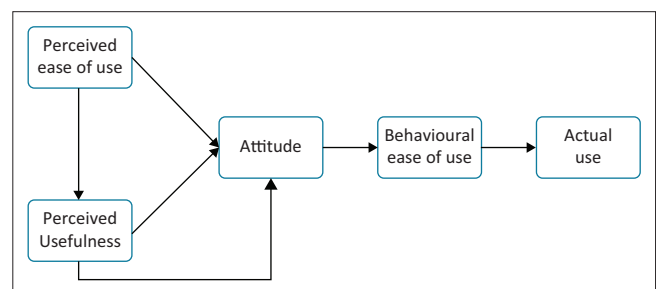 Perceived
ease of use
Perceived
Usefulness
Attitude
Behavioural
ease of use
Actual
use